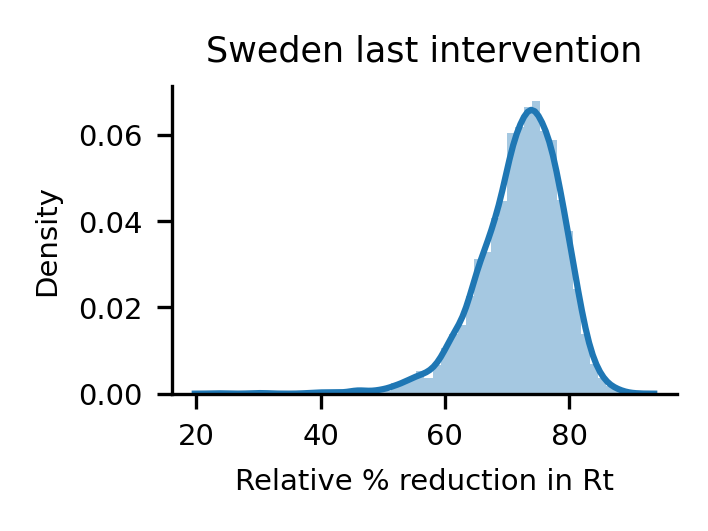 Sweden last intervention
0.06
0.04
0.02
0.00
Density
20 40 60 80
Relative % reduction in Rt